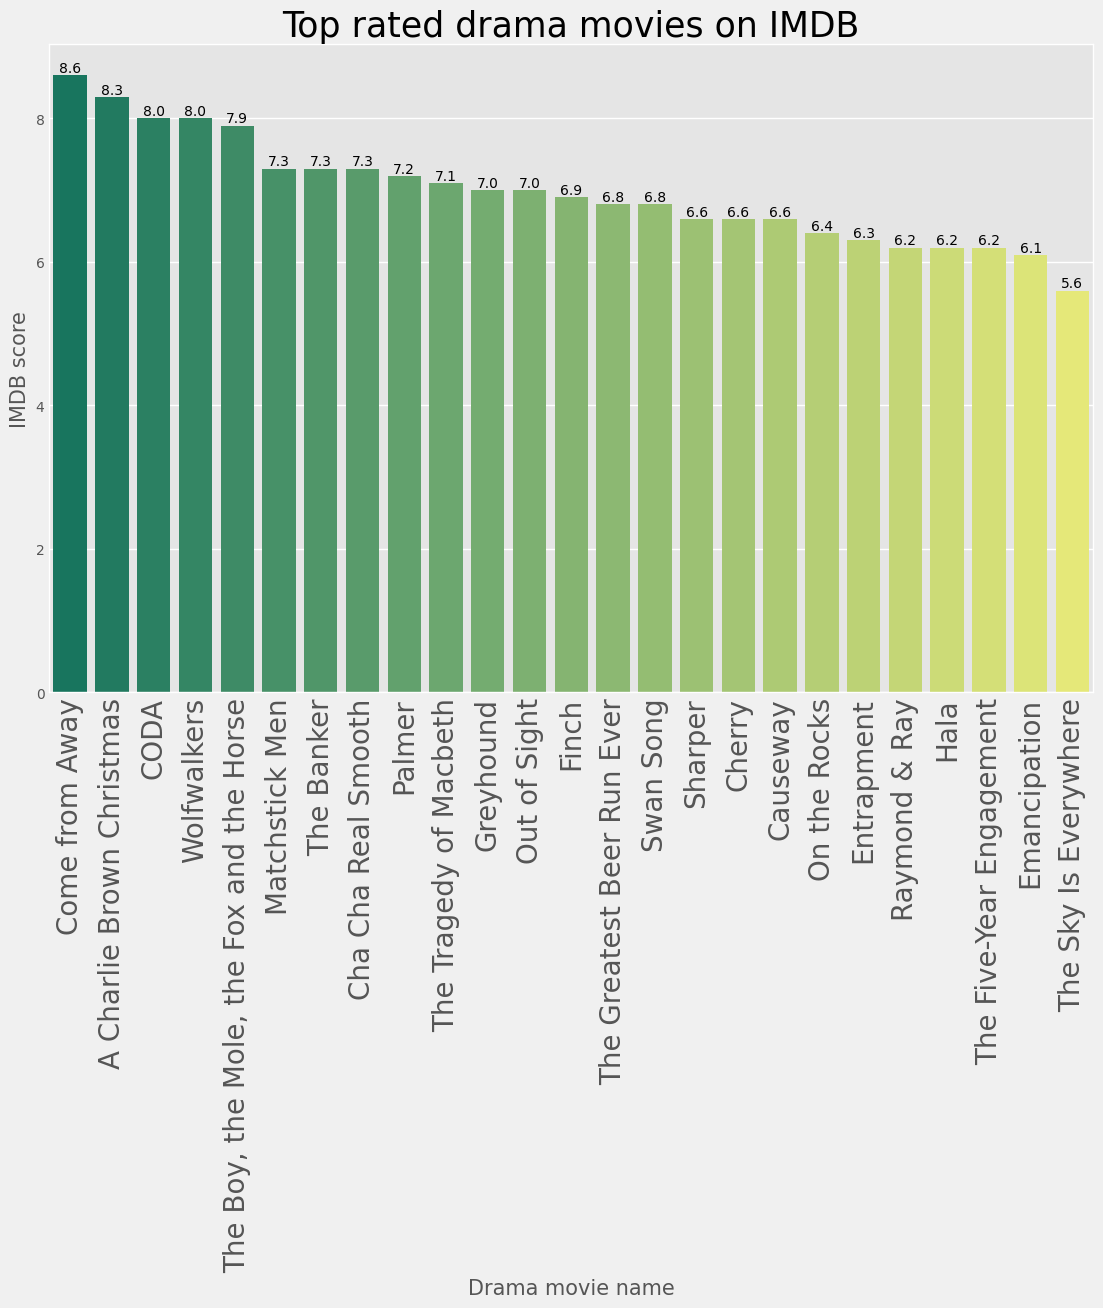 Top rated drama movies on IMDB
8.6
8.3
8.0
8.0
7.9
7.3
7.3
7.3
7.2
7.1
7.0
7.0
6.9
6.8
6.8
6.6
6.6
6.6
6.4
6.3
6.2
6.2
6.2
6.1
5.6
8
6
4
2
0
IMDB score
Come from Away
A Charlie Brown Christmas
CODA
Wolfwalkers
The Boy, the Mole, the Fox and the Horse
Matchstick Men
The Banker
Cha Cha Real Smooth
Palmer
The Tragedy of Macbeth
Greyhound
Out of Sight
Finch
The Greatest Beer Run Ever
Swan Song
Sharper
Cherry
Causeway
On the Rocks
Entrapment
Raymond & Ray
Hala
The Five-Year Engagement
Emancipation
The Sky Is Everywhere
Drama movie name